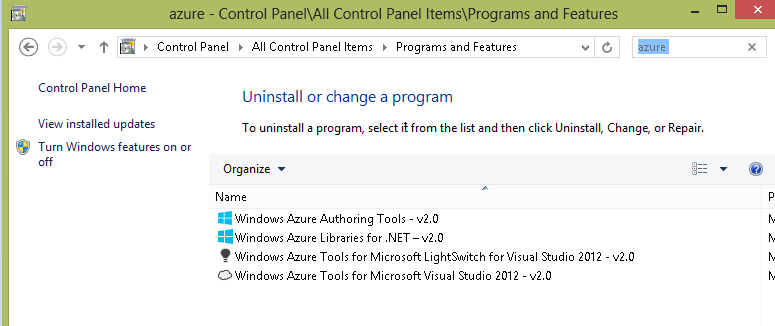 azure - Control Panel\All Control Panel Items\Programs and Features
Control Panel All Control Panel Items Programs and Features azure
Control Panel Home
View installed updates
Turn Windows features on or
off
Uninstall or change a program
To uninstall a program, select it from the list and then click Uninstall, Change, or Repair.
Organize
Name
Windows Azure Authoring Tools - v2.0
Windows Azure Libraries for .NET – v2.0
Windows Azure Tools for Microsoft LightSwitch for Visual Studio 2012 - v2.0
Windows Azure Tools for Microsoft Visual Studio 2012 - v2.0